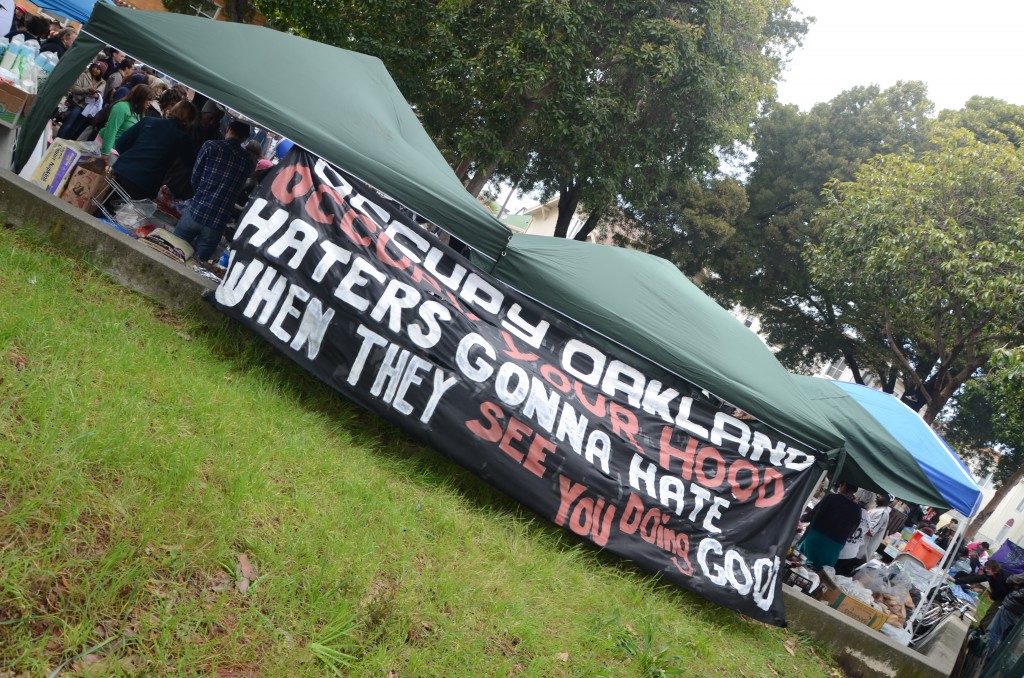 OCCUPY OAKLAND
OCCUPY YOUR HOOD
HATERS GONNA HATE
WHEN THEY SEE YOU DOing GOOD